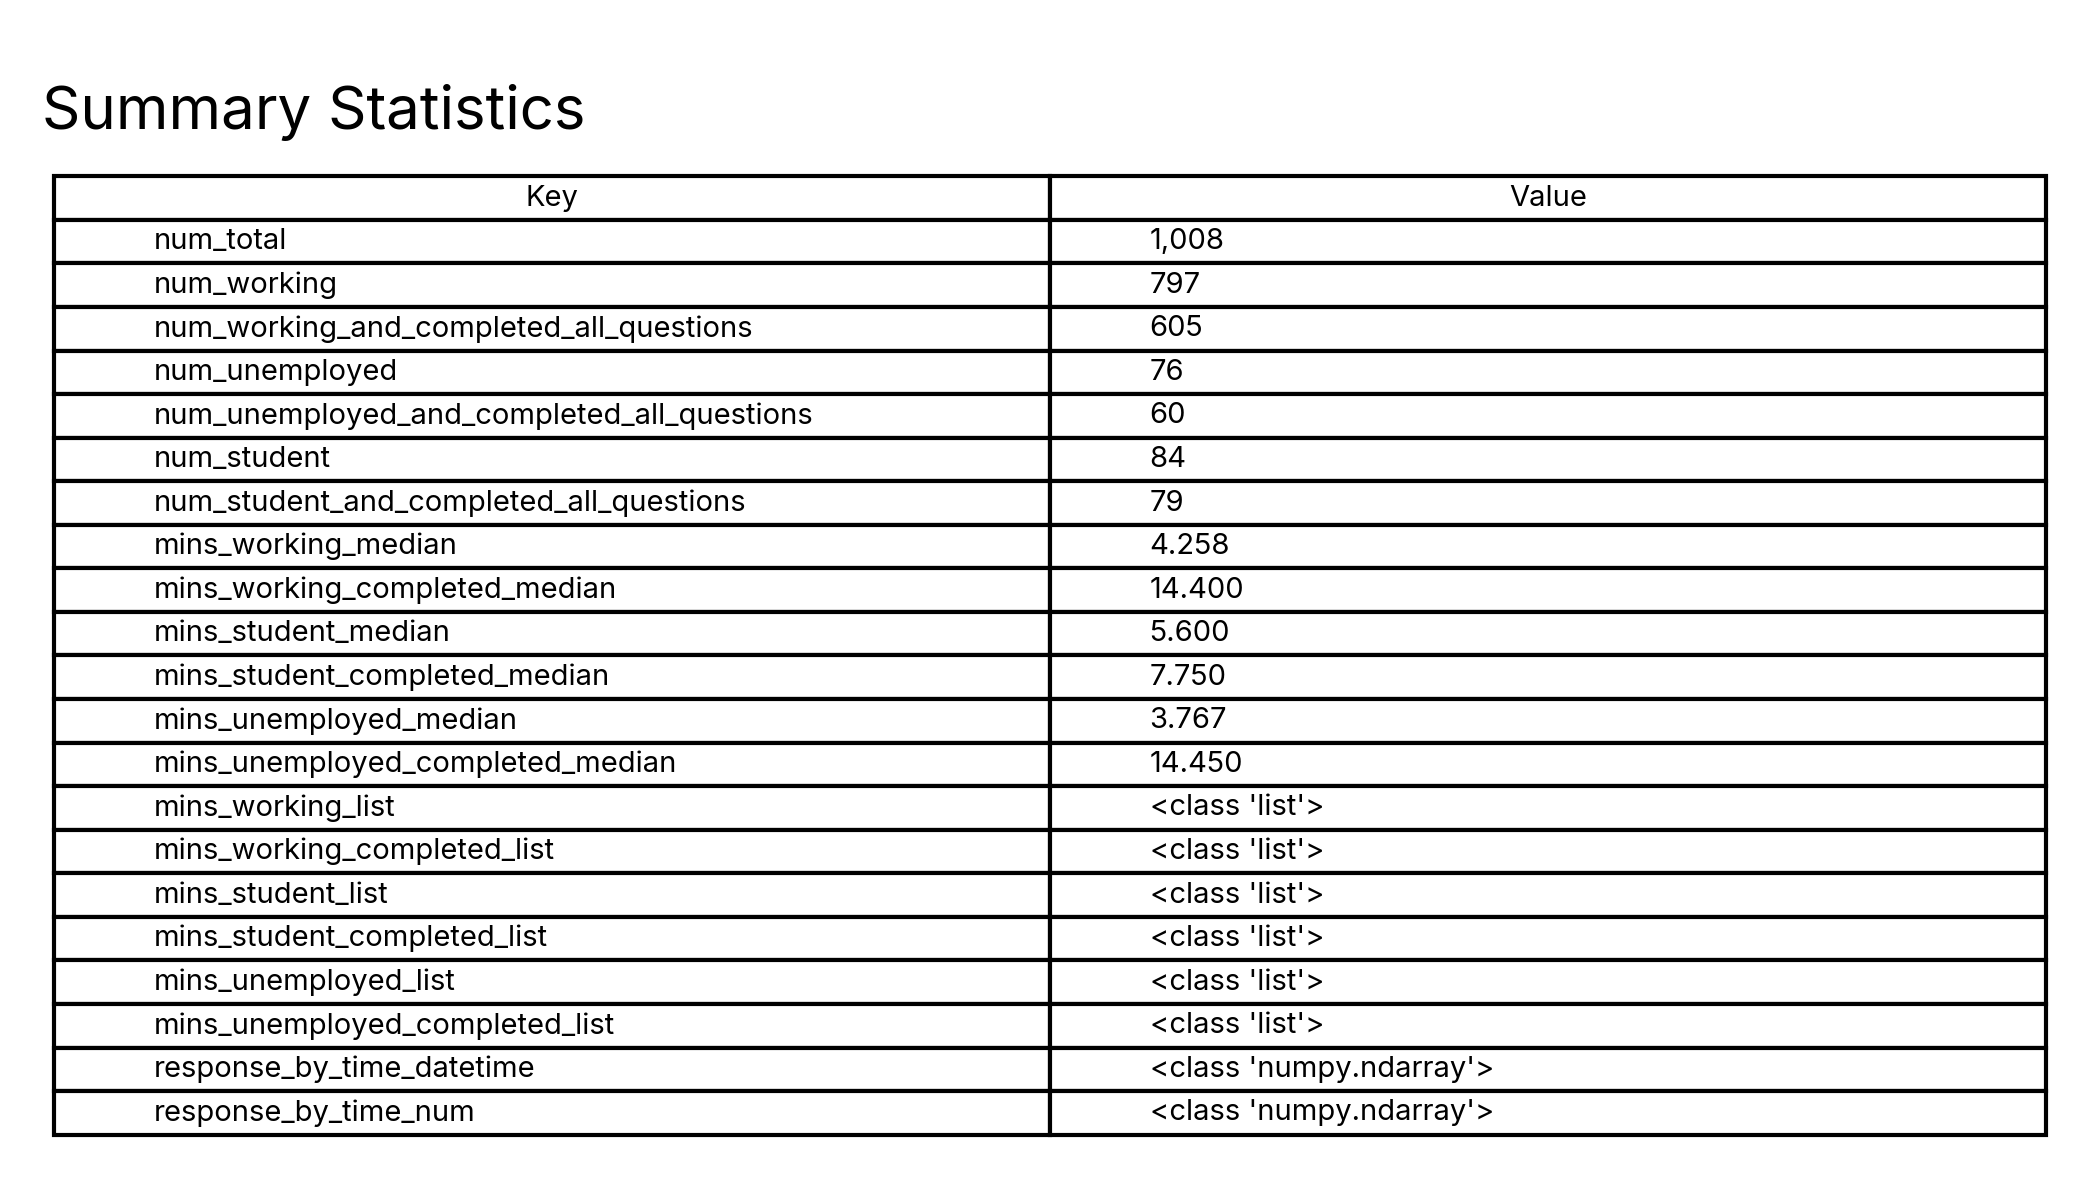 Summary Statistics
Key Value
num_total 1,008
num_working 797
num_working_and_completed_all_questions 605
num_unemployed 76
num_unemployed_and_completed_all_questions 60
num_student 84
num_student_and_completed_all_questions 79
mins_working_median 4.258
mins_working_completed_median 14.400
mins_student_median 5.600
mins_student_completed_median 7.750
mins_unemployed_median 3.767
mins_unemployed_completed_median 14.450
mins_working_list <class 'list'>
mins_working_completed_list <class 'list'>
mins_student_list <class 'list'>
mins_student_completed_list <class 'list'>
mins_unemployed_list <class 'list'>
mins_unemployed_completed_list <class 'list'>
response_by_time_datetime <class 'numpy.ndarray'>
response_by_time_num <class 'numpy.ndarray'>